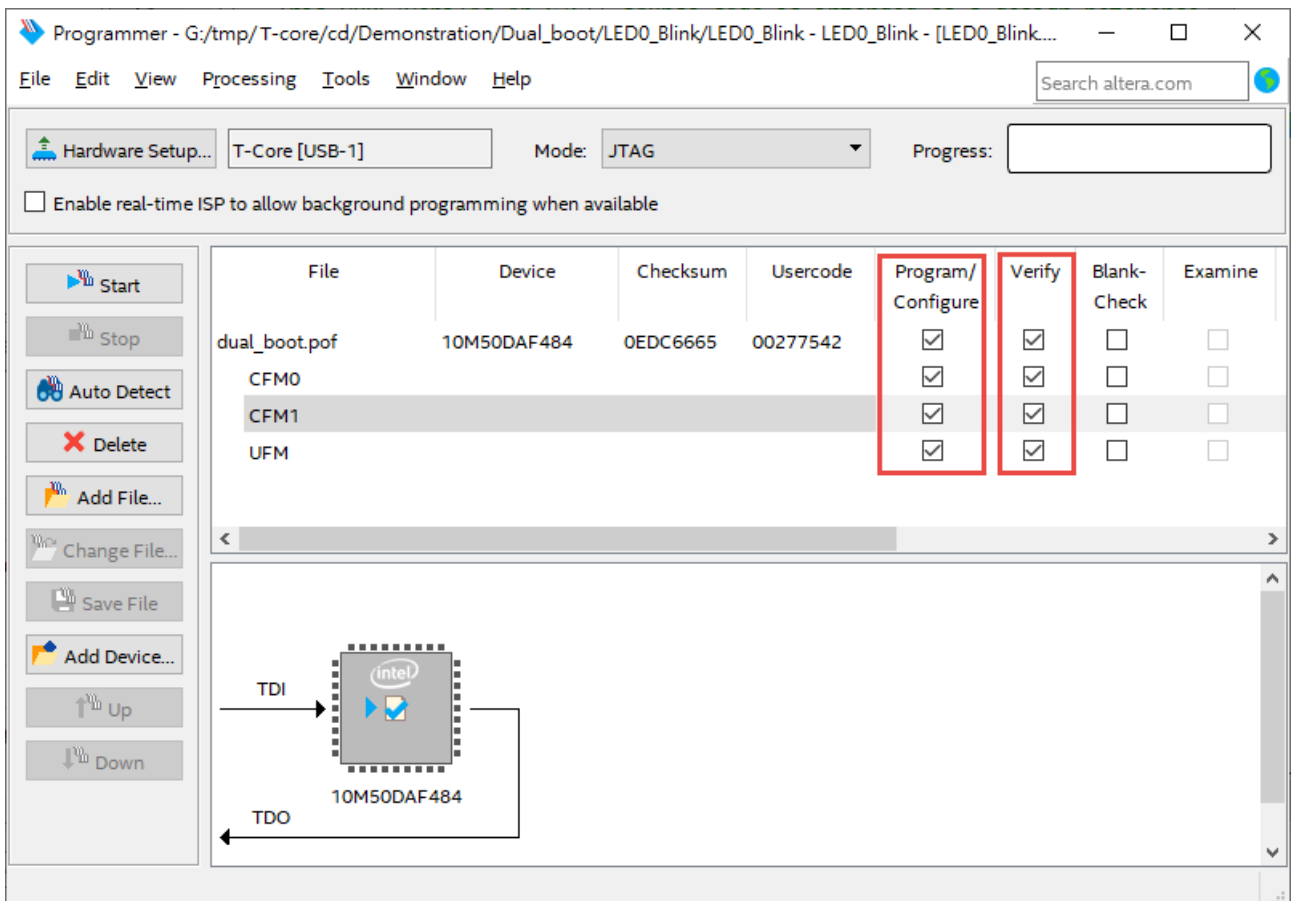 Programmer - G:/tmp/ T-core/cd/Demonstration/Dual_boot/LED0_Blink/LED0_Blink - LED0_Blink - [LED0_Blink....
File Edit View Processing Tools Window Help
Search altera.com
Hardware Setup... T-Core [USB-1] Mode: JTAG Progress:
Enable real-time ISP to allow background programming when available
Start
Stop
Auto Detect
Delete
Add File...
Change File...
Save File
Add Device...
Up
Down
File Device Checksum Usercode Program/ Configure Verify Blank- Check Examine
dual_boot.pof 10M50DAF484 0EDC6665 00277542
CFM0
CFM1
UFM
intel
TDI
10M50DAF484
TDO